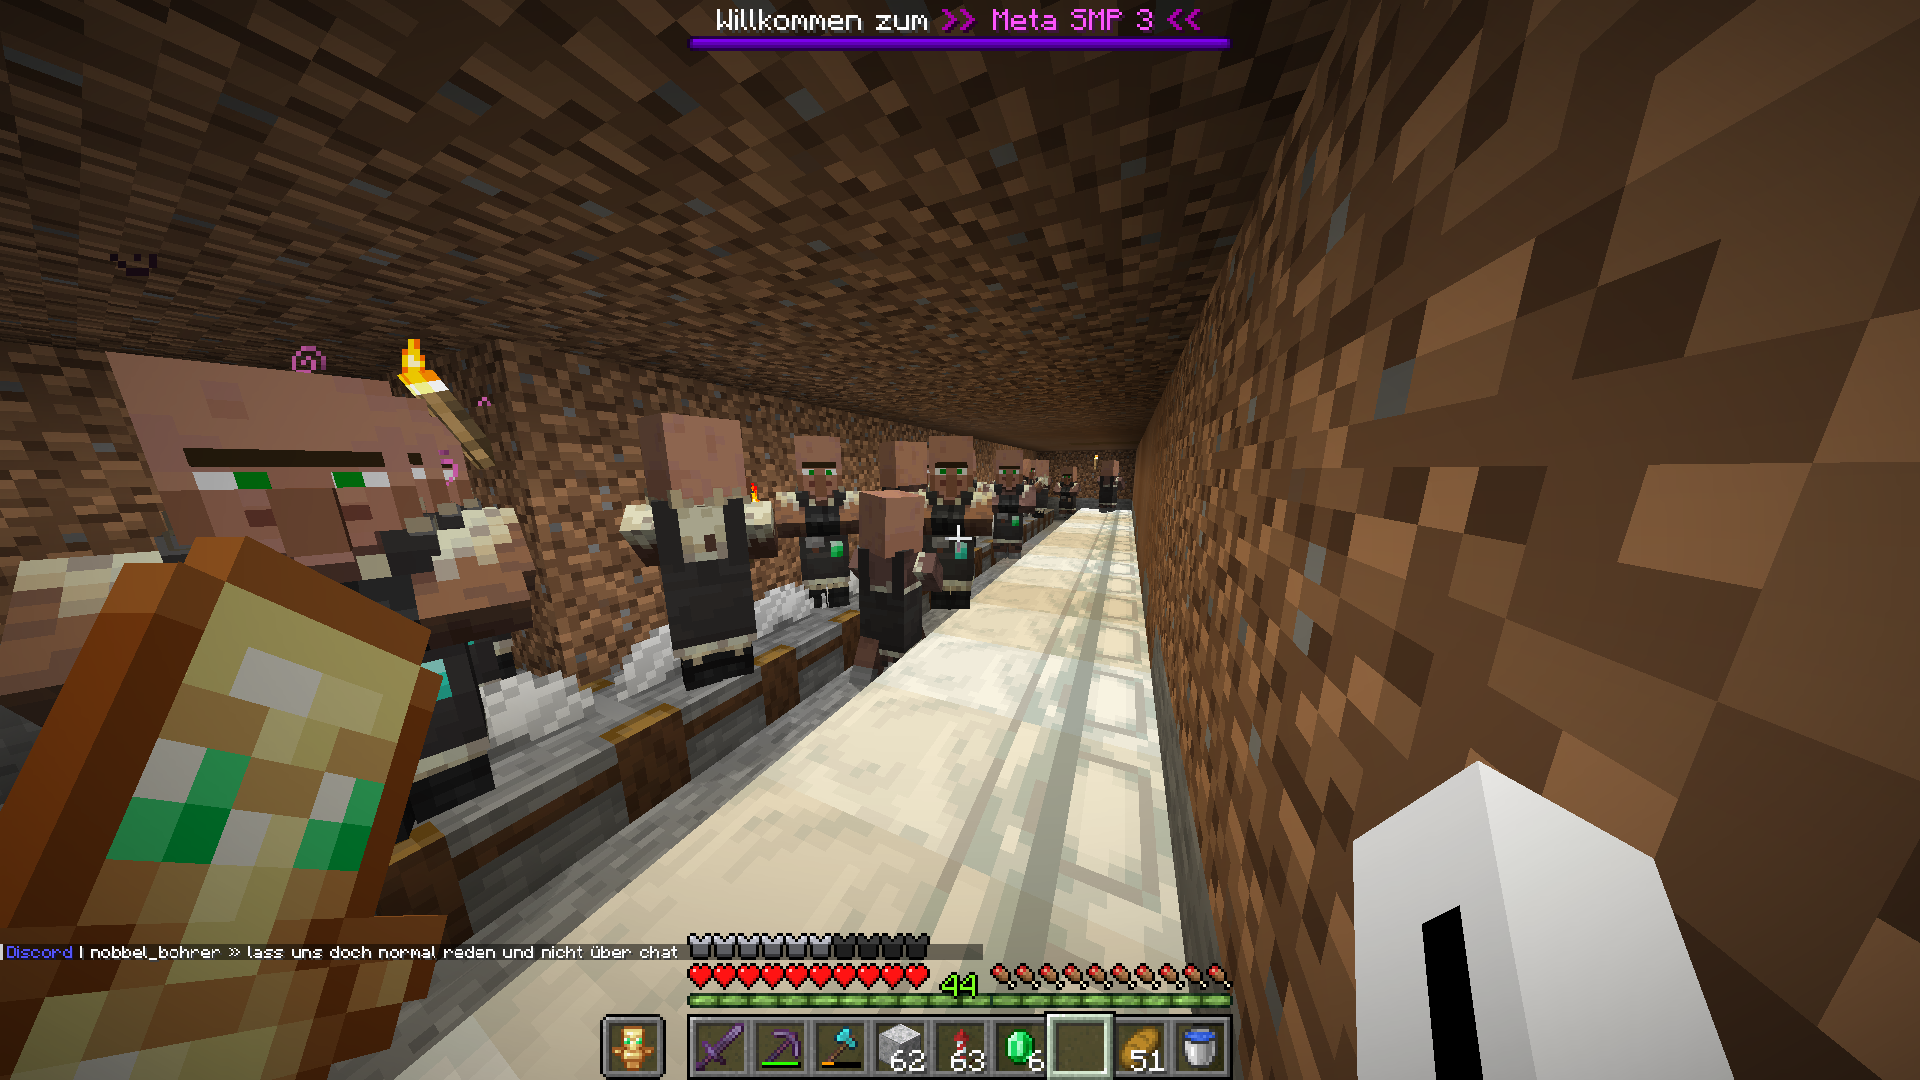 Willkommen zum >> Meta SMP 3 <<
Discord | nobbel_bohrer » lass uns doch normal reden und nicht über chat
44
62
63
6
51